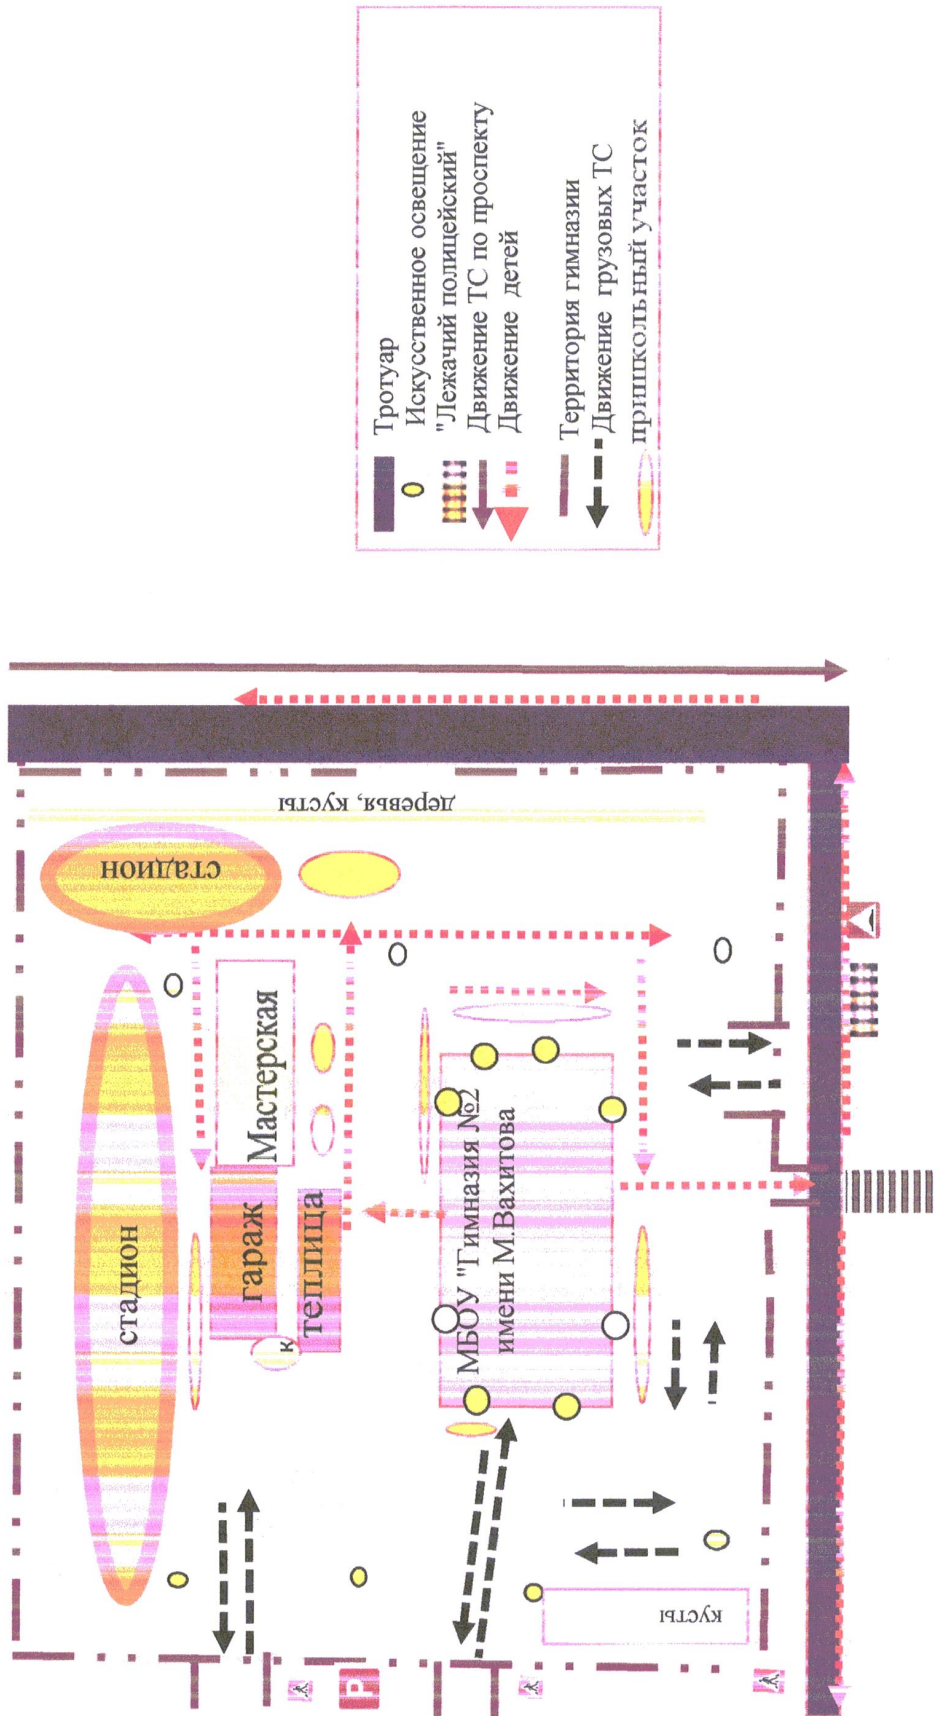 стадион
стадион
деревья, кусты
гараж
Мастерская
к
теплица
МБОУ "Гимназия №2
имени М.Вахитова
кусты
P
Тротуар
Искусственное освещение
"Лежачий полицейский"
Движение ТС по проспекту
Движение детей
Территория гимназии
Движение грузовых ТС
пришкольный участок